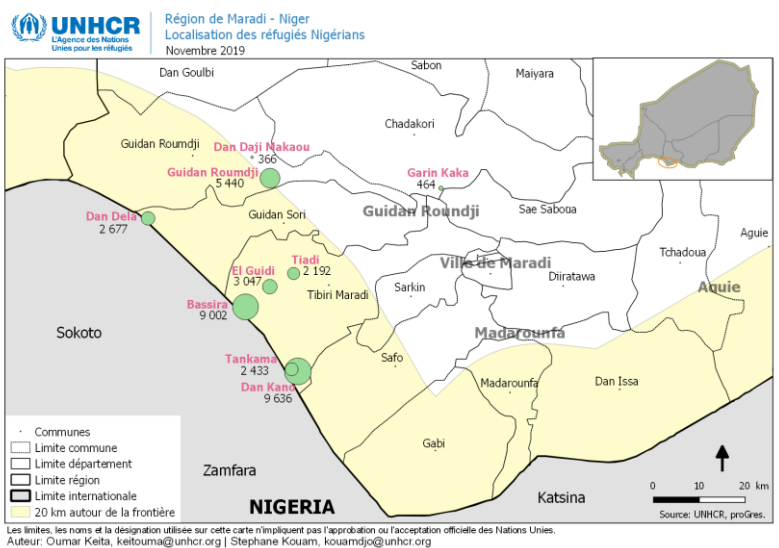 UNHCR
L'Agence des Nations
Unies pour les réfugiés
Région de Maradi - Niger
Localisation des réfugiés Nigérians
Novembre 2019
Dan Goulbi
Sabon
Maiyara
Chadakori
Guidan Roumdji
Dan Daji Makaou
366
Guidan Roumdji
5 440
Garin Kaka
464
Dan Dela
2 677
Guidan Sori
Guidan Roundji
Sae Saboua
Aguie
Tchadoua
Tiadi
2 192
El Guidi
3 047
Ville de Maradi
Diiratawa
Sarkin
Tibiri Maradi
Aguie
Bassira
9 002
Sokoto
Madarounfa
Safo
Tankama
2 433
Dan Kano
9 636
Madarounfa
Dan Issa
Gabi
Zamfara
Katsina
NIGERIA
Communes
Limite commune
Limite département
Limite région
Limite internationale
20 km autour de la frontière
0 10 20 km
Source: UNHCR, proGres.
Les limites, les noms et la désignation utilisée sur cette carte n'impliquent pas l'approbation ou l'acceptation officielle des Nations Unies.
Auteur: Oumar Keita, keitouma@unhcr.org | Stephane Kouam, kouamdjo@unhcr.org